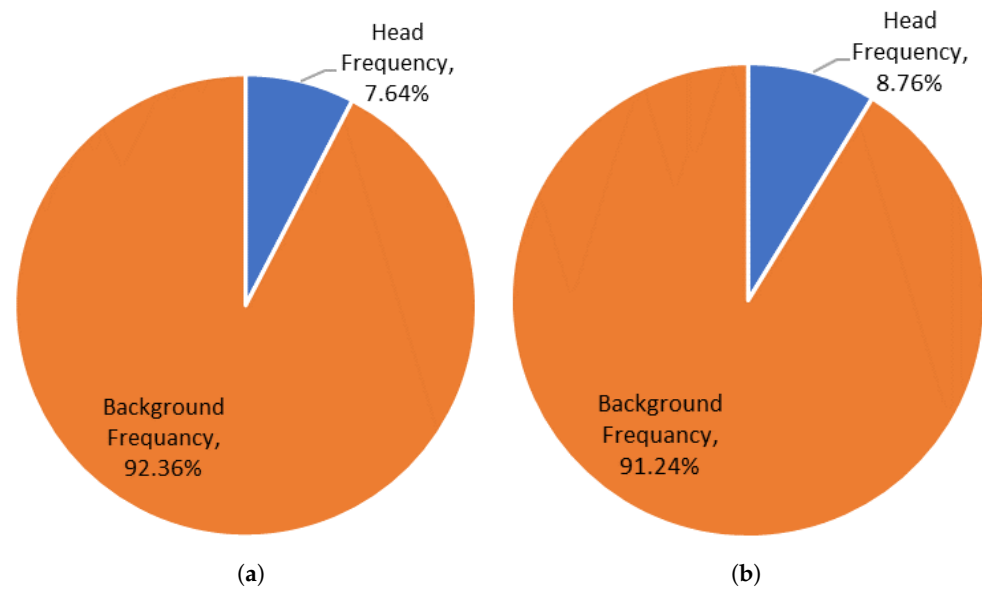 Head
Frequency,
7.64%
Background
Frequancy,
92.36%
(a)
Head
Frequency,
8.76%
Background
Frequancy,
91.24%
(b)